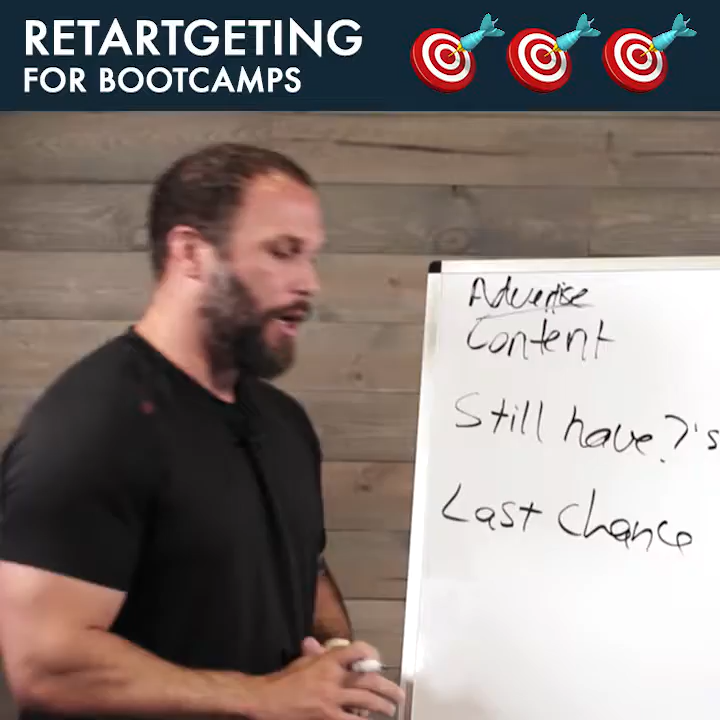 RETARTGETING
FOR BOOTCAMPS
Advertise
Content
Still have ?'s
Last Chance